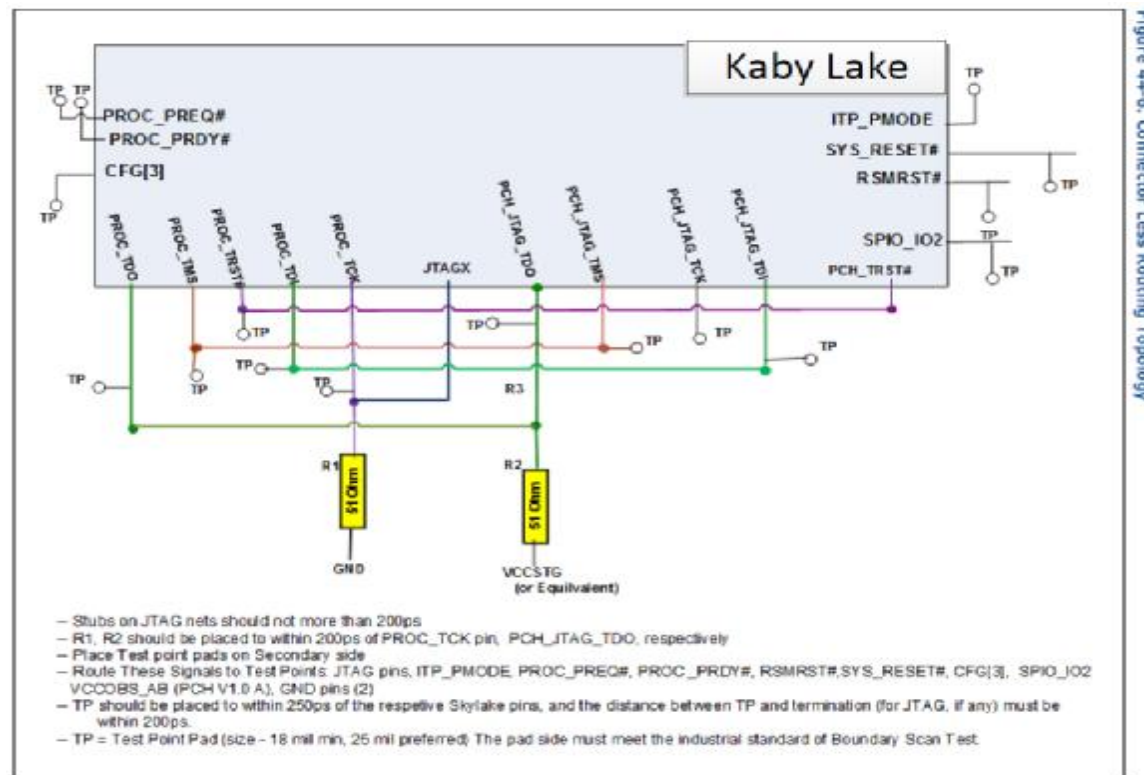 Kaby Lake
TP TP
PROC_PREQ#
PROC_PRDY#
CFG[3]
TP
TP
ITP_PMODE
SYS_RESET#
TP
RSMRST#
TP
SPIO_IO2
TP
PCH_TRST#
PROC_TDO
PROC_TMS
PROC_TRST#
PROC_TDI
PROC_TCK
JTAGX
PCH_JTAG_TDO
PCH_JTAG_TMS
PCH_JTAG_TCK
PCH_JTAG_TDI
TP
TP
TP
TP
TP
TP
TP
TP
TP
TP
R3
R1
51 Ohm
GND
R2
51 Ohm
VCCSTG
(or Equilvalent)
– Stubs on JTAG nets should not more than 200ps
– R1, R2 should be placed to within 200ps of PROC_TCK pin, PCH_JTAG_TDO, respectively
– Place Test point pads on Secondary side
– Route These Signals to Test Points: JTAG pins, ITP_PMODE, PROC_PREQ#, PROC_PRDY#, RSMRST#.SYS_RESET#, CFG[3], SPIO_IO2
VCCOBS_AB (PCH V1.0 A), GND pins (2)
– TP should be placed to within 250ps of the respetive Skylake pins, and the distance between TP and termination (for JTAG, if any) must be
within 200ps.
– TP = Test Point Pad (size - 18 mill min, 25 mil preferred) The pad side must meet the industrial standard of Boundary Scan Test.
Connector Less Routing Topology